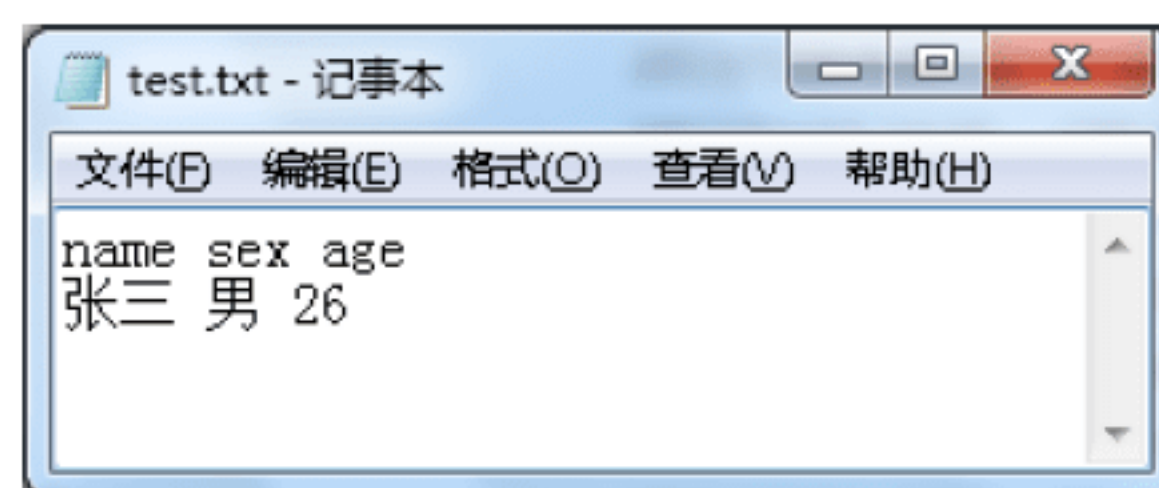 test.txt - 记事本
文件(F) 编辑(E) 格式(O) 查看(V) 帮助(H)
name sex age
张三 男 26